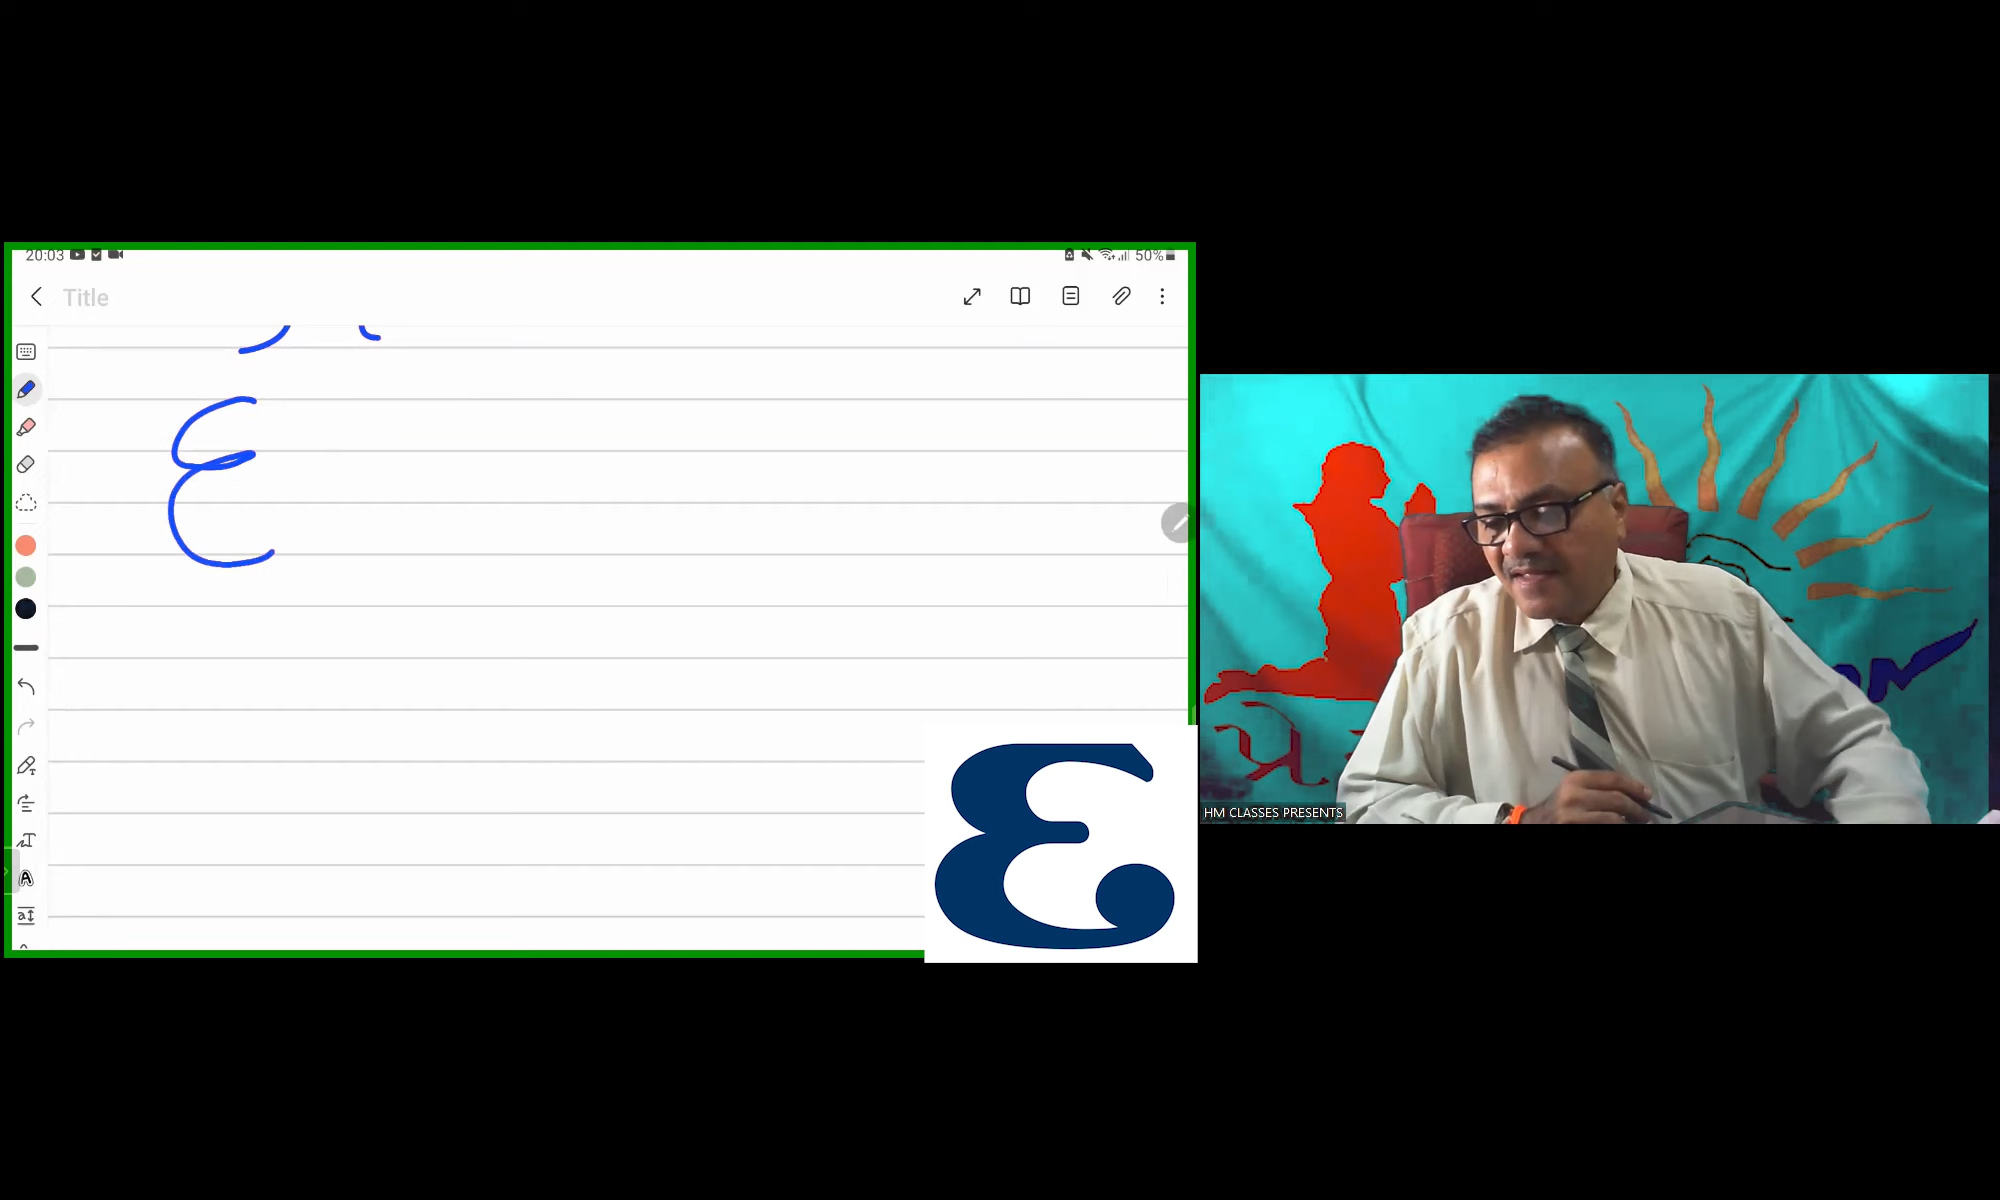 20:03
50%
Title
ε
ε
HM CLASSES PRESENTS